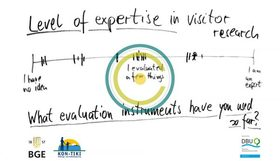 Level of expertise in visitor
research
I have
no idea
I evaluated
a few things
I am
an expert
What evaluation instruments have you used
so far?
BGE
KON-TIKI
DBU